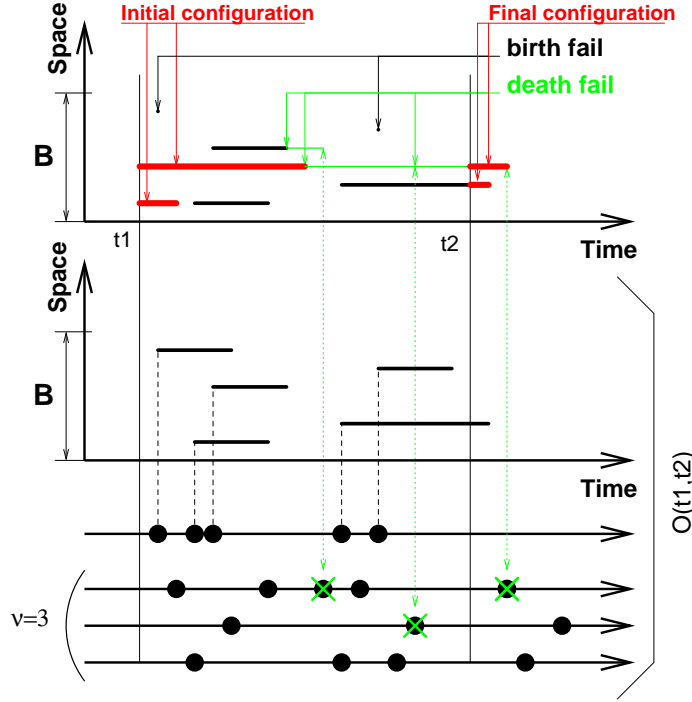 Initial configuration
Final configuration
Space
birth fail
death fail
B
t1
t2
Time
Space
B
Time
O(t1,t2)
ν=3